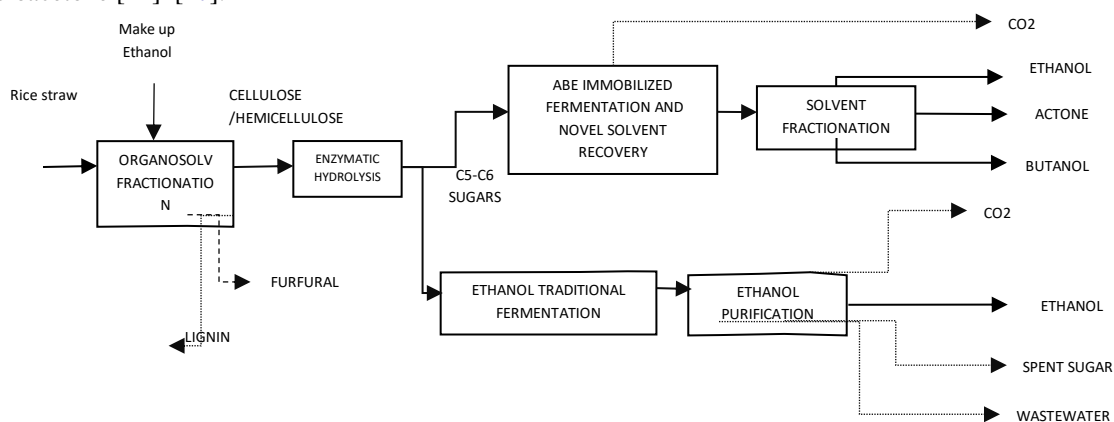 CO2
Make up
Ethanol
ETHANOL
Rice straw
CELLULOSE
/HEMICELLULOSE
ABE IMMOBILIZED
FERMENTATION AND
NOVEL SOLVENT
RECOVERY
SOLVENT
FRACTIONATION
ACTONE
ORGANOSOLV
FRACTIONATIO
N
ENZYMATIC
HYDROLYSIS
C5-C6
SUGARS
BUTANOL
CO2
FURFURAL
ETHANOL TRADITIONAL
FERMENTATION
ETHANOL
PURIFICATION
ETHANOL
LIGNIN
SPENT SUGAR
WASTEWATER